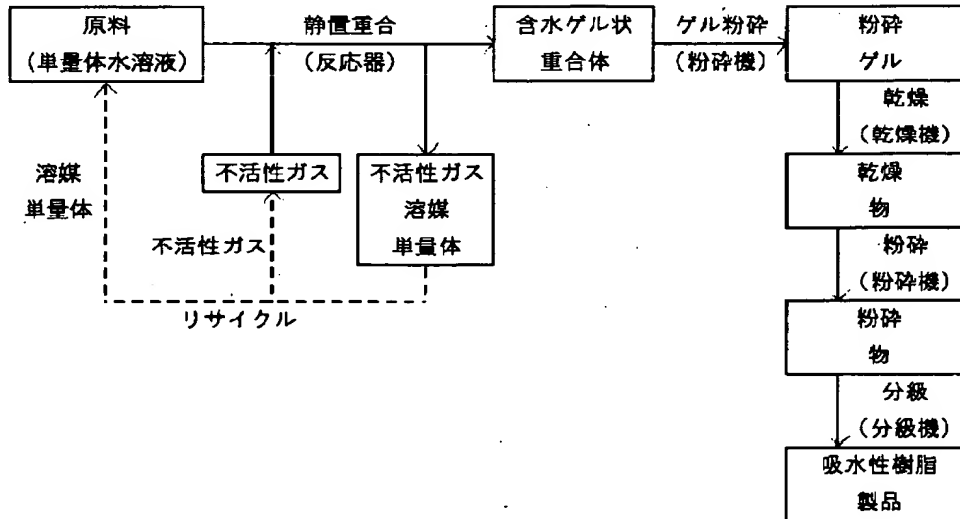 原料
(単量体水溶液)
静置重合
(反応器)
含水ゲル状
重合体
ゲル粉砕
(粉砕機)
粉砕
ゲル
乾燥
(乾燥機)
溶媒
単量体
不活性ガス
不活性ガス
溶媒
単量体
乾燥
物
不活性ガス
粉砕
(粉砕機)
リサイクル
粉砕
物
分級
(分級機)
吸水性樹脂
製品